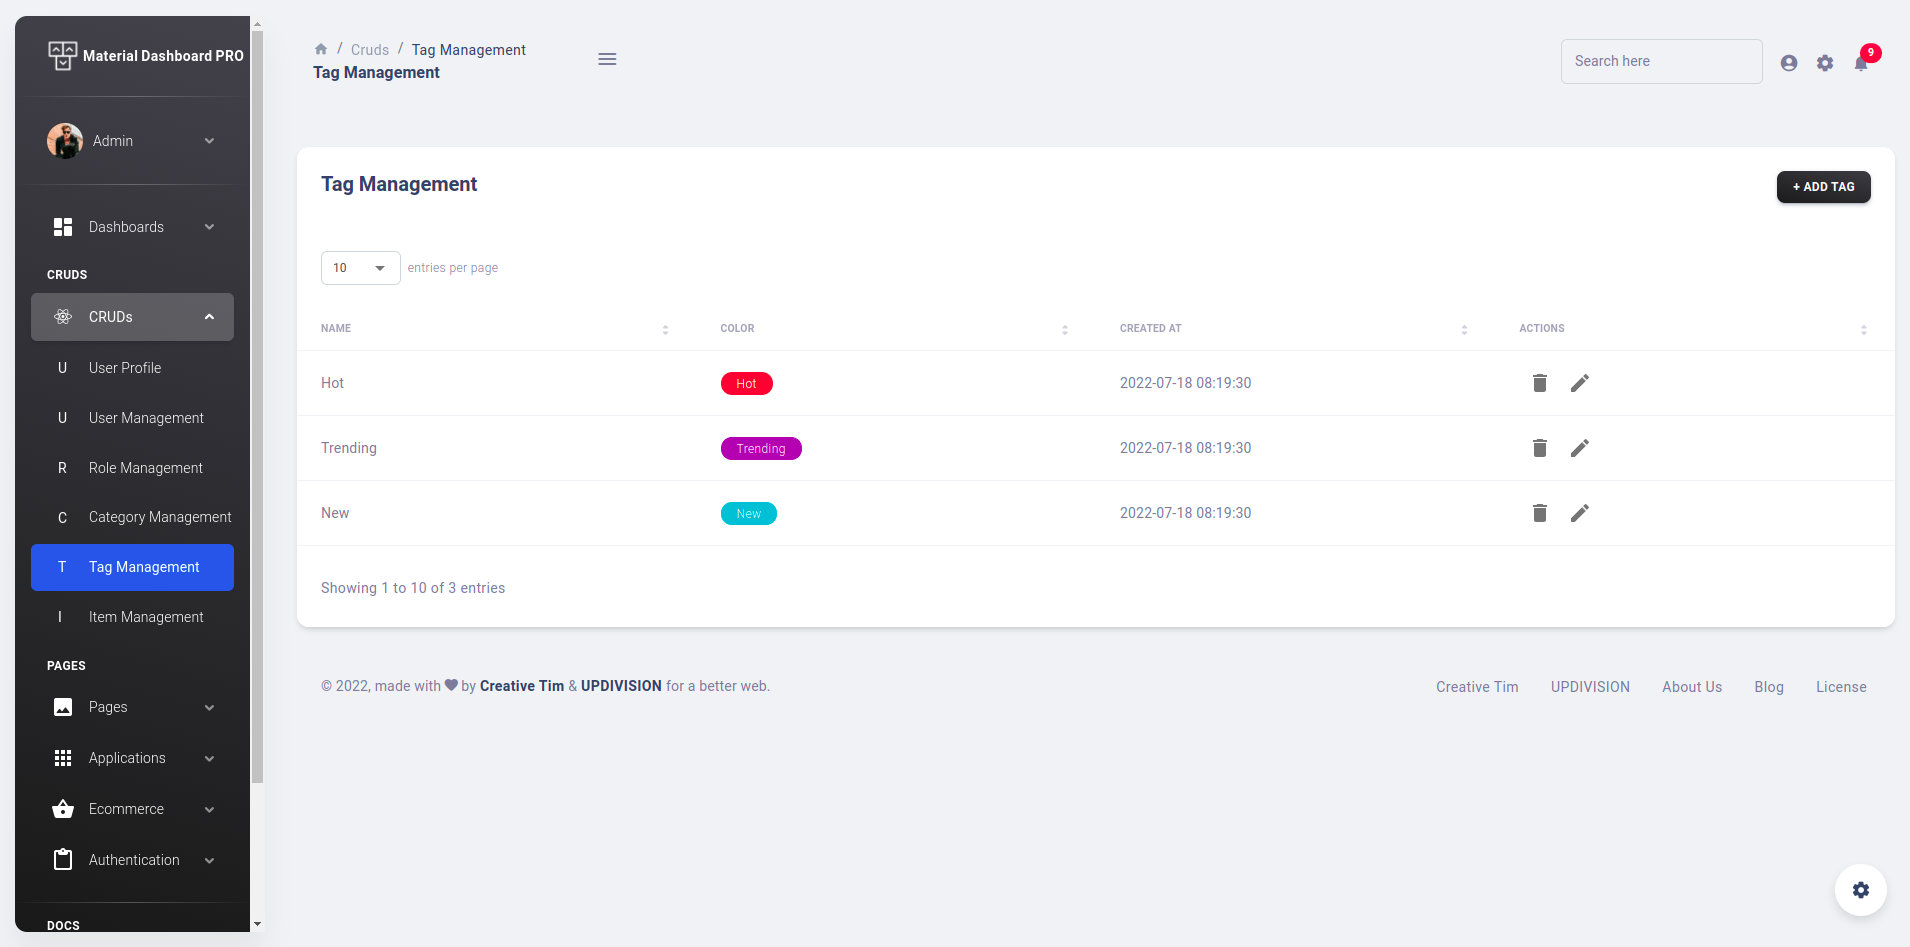 Material Dashboard PRO
Admin
Dashboards
CRUDS
CRUDs
U User Profile
U User Management
R Role Management
C Category Management
T Tag Management
I Item Management
PAGES
Pages
Applications
Ecommerce
Authentication
DOCS
/ Cruds / Tag Management
Tag Management
Search here
9
Tag Management
+ ADD TAG
10 entries per page
NAME COLOR CREATED AT ACTIONS
Hot Hot 2022-07-18 08:19:30
Trending Trending 2022-07-18 08:19:30
New New 2022-07-18 08:19:30
Showing 1 to 10 of 3 entries
© 2022, made with by Creative Tim & UPDIVISION for a better web.
Creative Tim UPDIVISION About Us Blog License